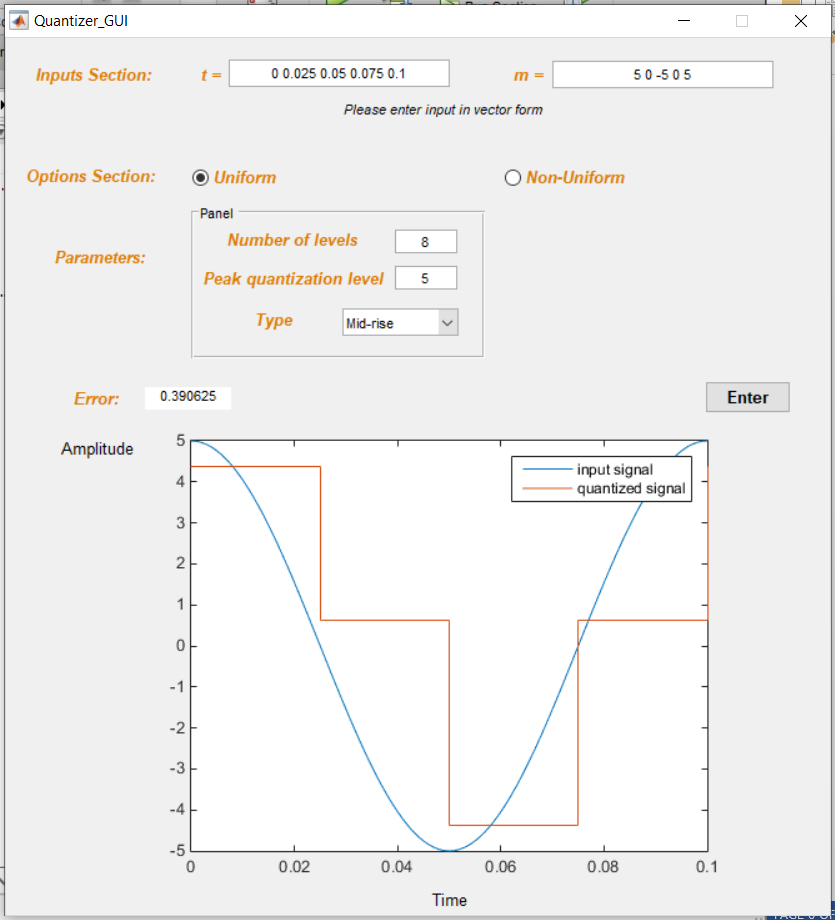 Quantizer_GUI
Inputs Section: t = 0 0.025 0.05 0.075 0.1 m = 5 0 -5 0 5
Please enter input in vector form
Options Section: Uniform Non-Uniform
Panel
Number of levels 8
Parameters:
Peak quantization level 5
Type Mid-rise
Error: 0.390625 Enter
Amplitude
5
4
3
2
1
0
-1
-2
-3
-4
-5
input signal
quantized signal
0 0.02 0.04 0.06 0.08 0.1
Time